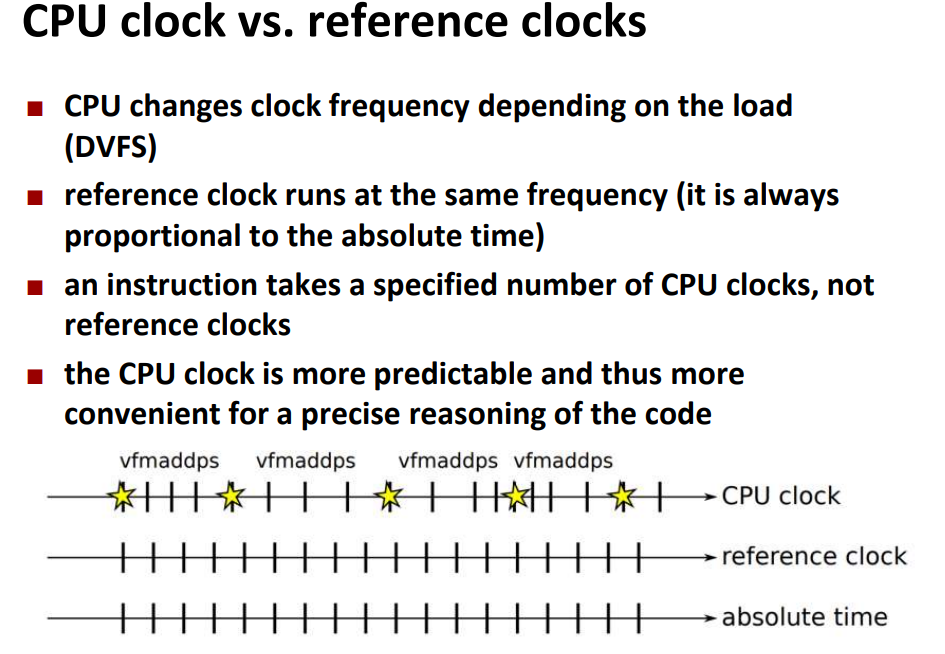 CPU clock vs. reference clocks
■ CPU changes clock frequency depending on the load
(DVFS)
■ reference clock runs at the same frequency (it is always
proportional to the absolute time)
■ an instruction takes a specified number of CPU clocks, not
reference clocks
■ the CPU clock is more predictable and thus more
convenient for a precise reasoning of the code
vfmaddps vfmaddps vfmaddps vfmaddps
CPU clock
reference clock
absolute time